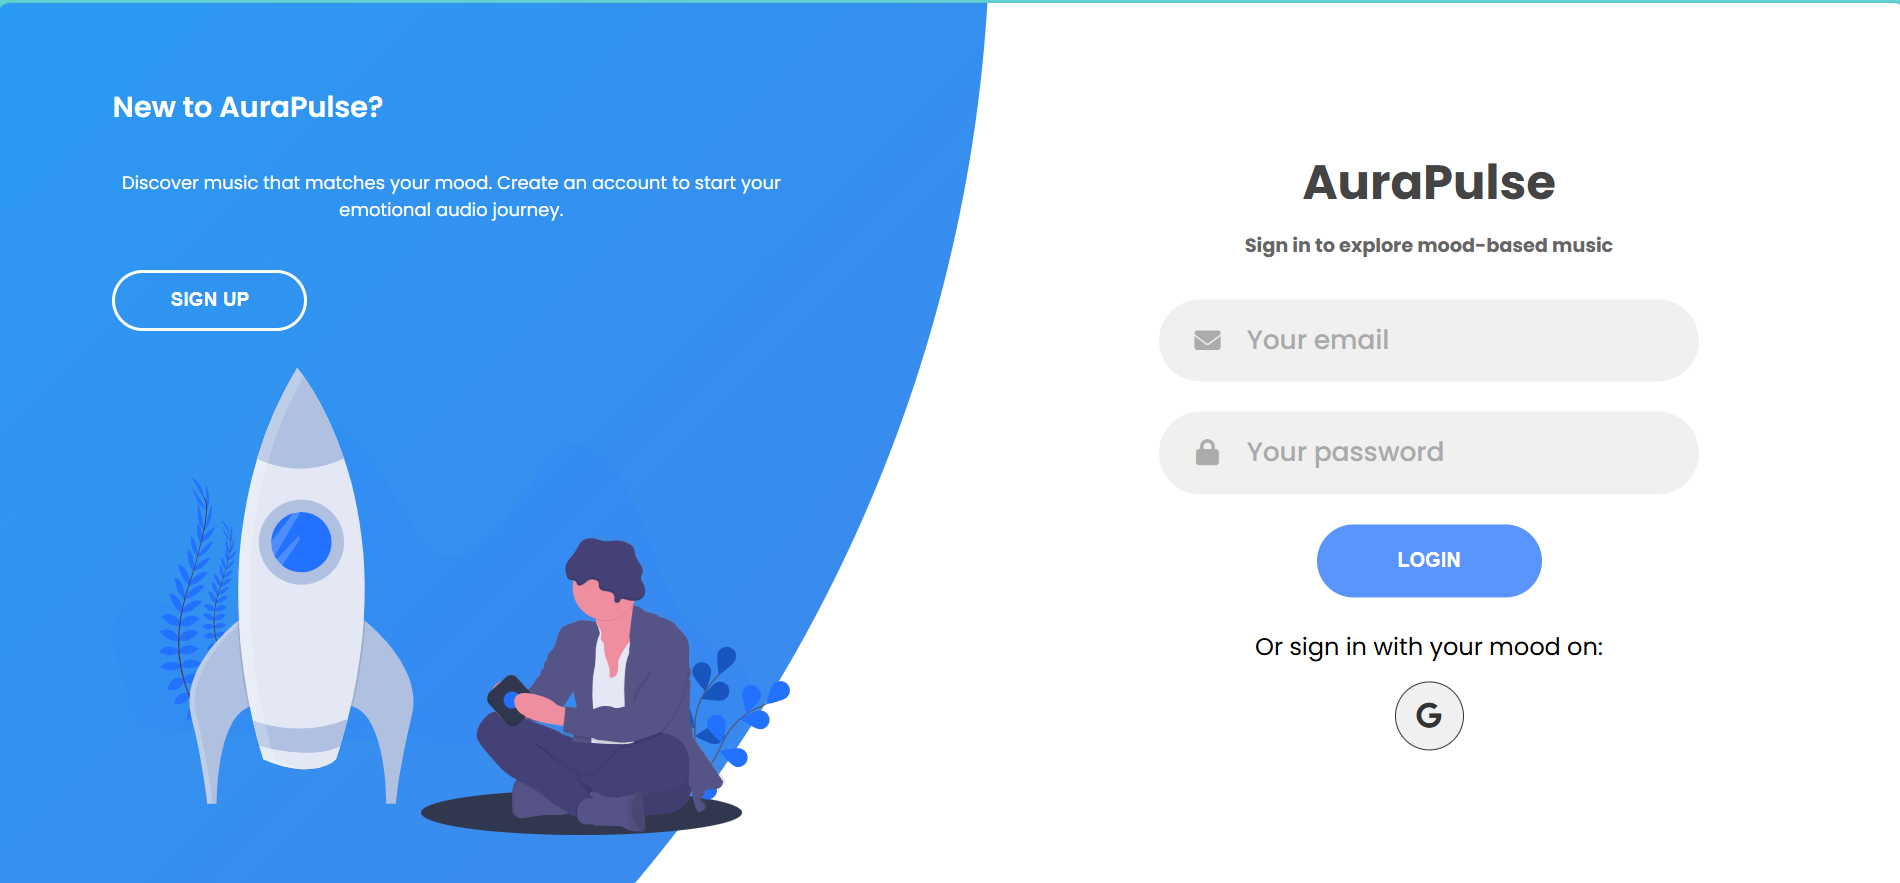 New to AuraPulse?
Discover music that matches your mood. Create an account to start your
emotional audio journey.
SIGN UP
AuraPulse
Sign in to explore mood-based music
Your email
Your password
LOGIN
Or sign in with your mood on:
G